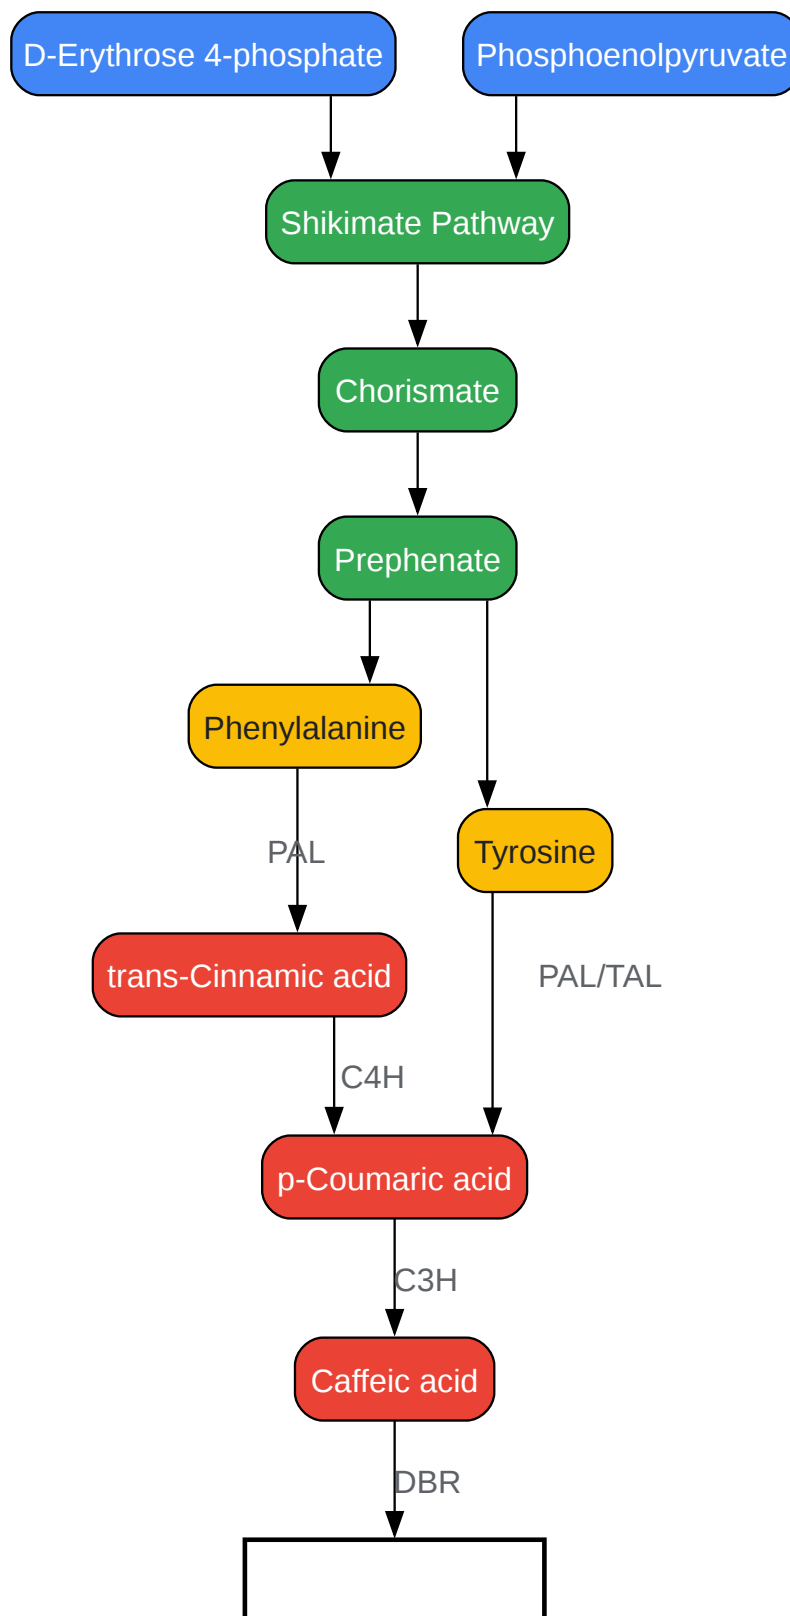 D-Erythrose 4-phosphate
Phosphoenolpyruvate
Shikimate Pathway
Chorismate
Prephenate
Phenylalanine
PAL
Tyrosine
trans-Cinnamic acid
PAL/TAL
C4H
p-Coumaric acid
C3H
Caffeic acid
DBR